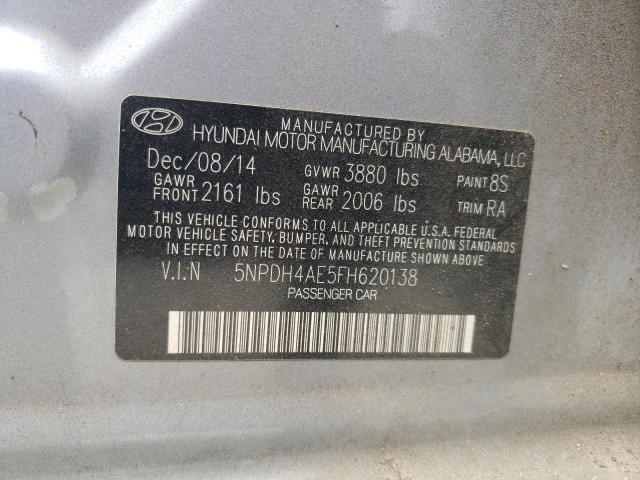 MANUFACTURED BY
HYUNDAI MOTOR MANUFACTURING ALABAMA, LLC
Dec/08/14 GVWR 3880 lbs PAINT 8S
GAWR FRONT 2161 lbs GAWR REAR 2006 lbs TRIM RA
THIS VEHICLE CONFORMS TO ALL APPLICABLE U.S.A FEDERAL
MOTOR VEHICLE SAFETY, BUMPER, AND THEFT PREVENTION STANDARDS
IN EFFECT ON THE DATE OF MANUFACTURE SHOWN ABOVE.
V.I.N 5NPDH4AE5FH620138
PASSENGER CAR